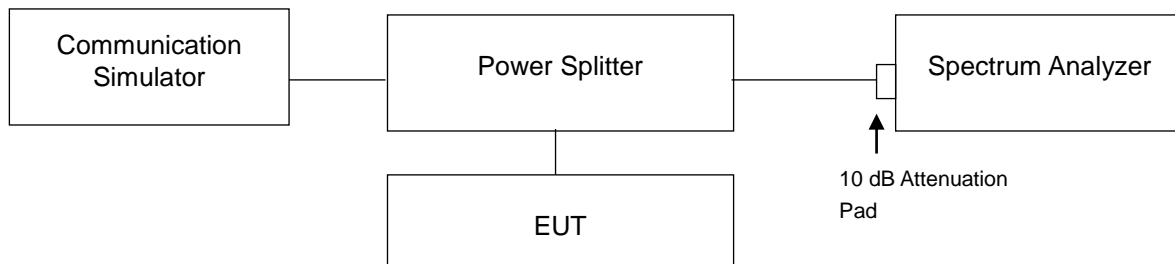 Communication
Simulator
Power Splitter
Spectrum Analyzer
10 dB Attenuation
Pad
EUT